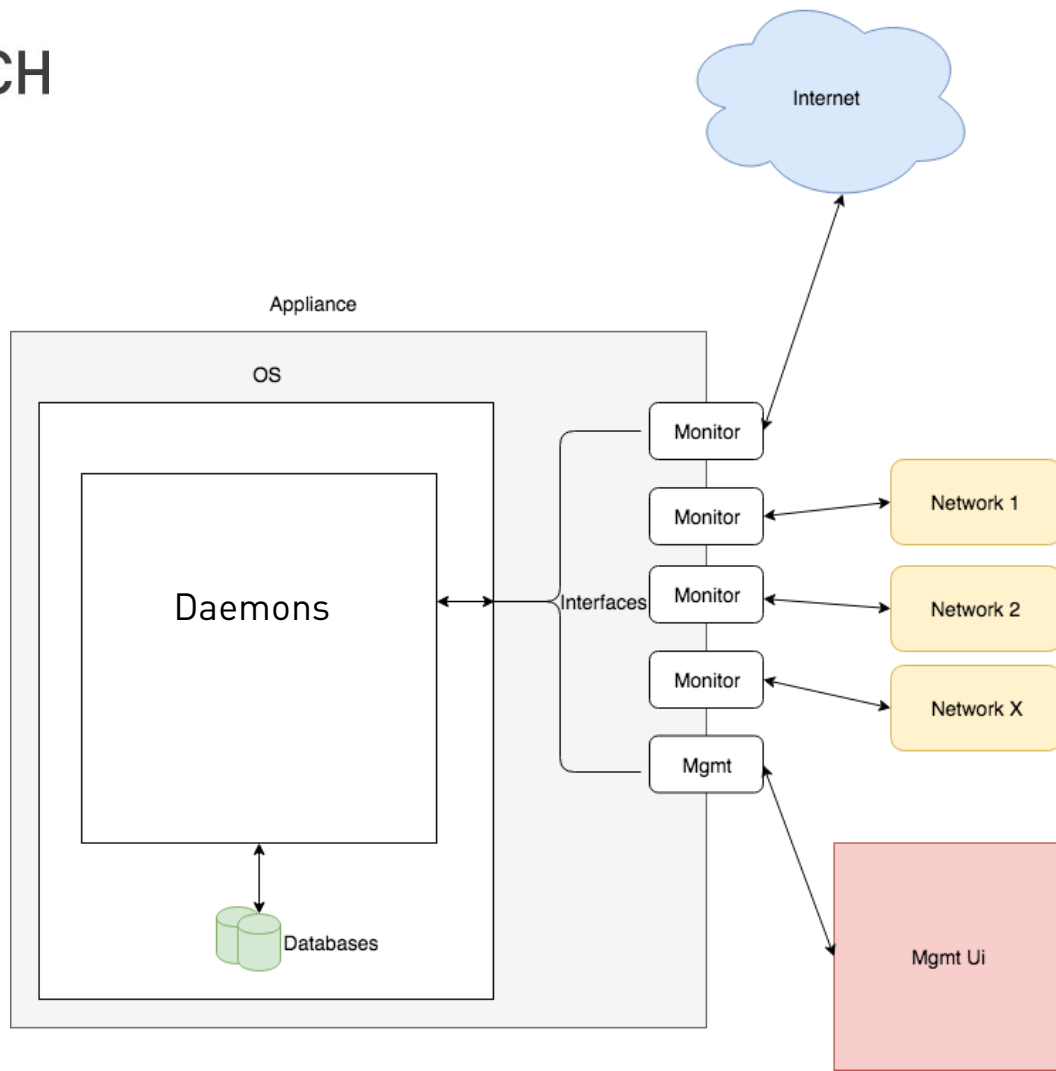 CH
Internet
Appliance
OS
Monitor
Monitor
Network 1
Daemons
Interfaces
Monitor
Network 2
Monitor
Network X
Mgmt
Databases
Mgmt Ui